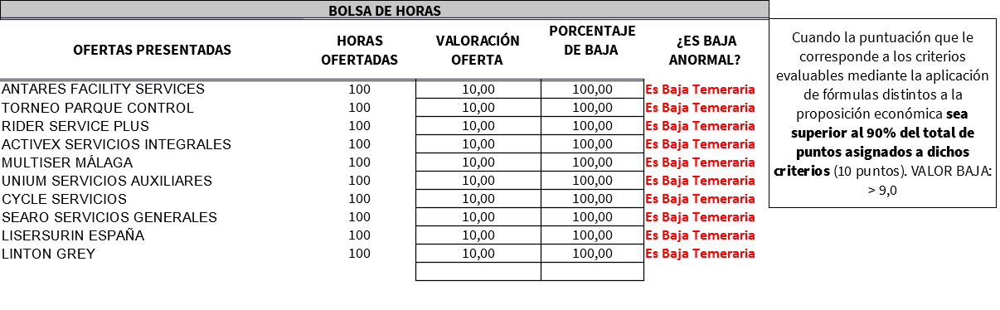 BOLSA DE HORAS
OFERTAS PRESENTADAS HORAS OFERTADAS VALORACIÓN OFERTA PORCENTAJE DE BAJA ¿ES BAJA ANORMAL?
ANTARES FACILITY SERVICES 100 10,00 100,00 Es Baja Temeraria
TORNEO PARQUE CONTROL 100 10,00 100,00 Es Baja Temeraria
RIDER SERVICE PLUS 100 10,00 100,00 Es Baja Temeraria
ACTIVEX SERVICIOS INTEGRALES 100 10,00 100,00 Es Baja Temeraria
MULTISER MÁLAGA 100 10,00 100,00 Es Baja Temeraria
UNIUM SERVICIOS AUXILIARES 100 10,00 100,00 Es Baja Temeraria
CYCLE SERVICIOS 100 10,00 100,00 Es Baja Temeraria
SEARO SERVICIOS GENERALES 100 10,00 100,00 Es Baja Temeraria
LISERSURIN ESPAÑA 100 10,00 100,00 Es Baja Temeraria
LINTON GREY 100 10,00 100,00 Es Baja Temeraria
Cuando la puntuación que le
corresponde a los criterios
evaluables mediante la aplicación
de fórmulas distintos a la
proposición económica sea
superior al 90% del total de
puntos asignados a dichos
criterios (10 puntos). VALOR BAJA:
> 9,0